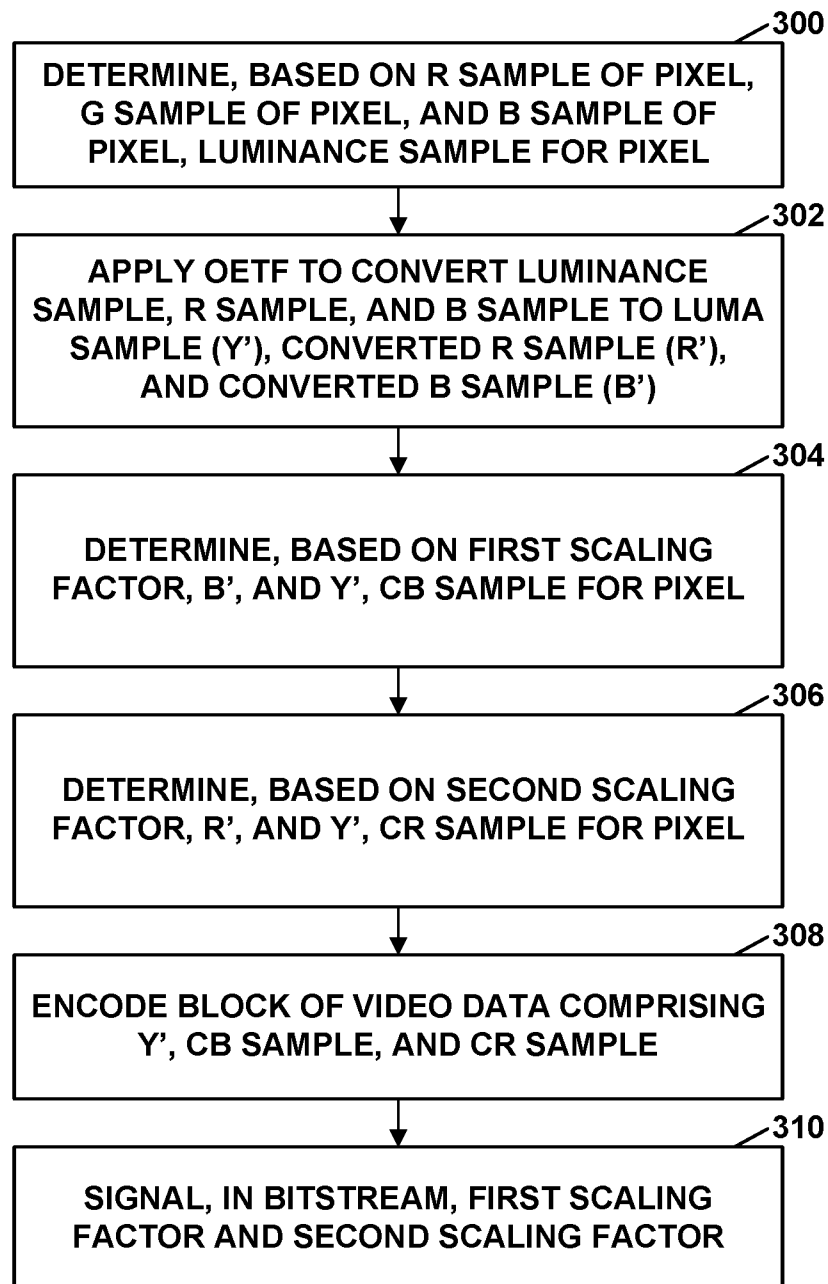 300
DETERMINE, BASED ON R SAMPLE OF PIXEL,
G SAMPLE OF PIXEL, AND B SAMPLE OF
PIXEL, LUMINANCE SAMPLE FOR PIXEL
302
APPLY OETF TO CONVERT LUMINANCE
SAMPLE, R SAMPLE, AND B SAMPLE TO LUMA
SAMPLE (Y’), CONVERTED R SAMPLE (R’),
AND CONVERTED B SAMPLE (B’)
304
DETERMINE, BASED ON FIRST SCALING
FACTOR, B’, AND Y’, CB SAMPLE FOR PIXEL
306
DETERMINE, BASED ON SECOND SCALING
FACTOR, R’, AND Y’, CR SAMPLE FOR PIXEL
308
ENCODE BLOCK OF VIDEO DATA COMPRISING
Y’, CB SAMPLE, AND CR SAMPLE
310
SIGNAL, IN BITSTREAM, FIRST SCALING
FACTOR AND SECOND SCALING FACTOR